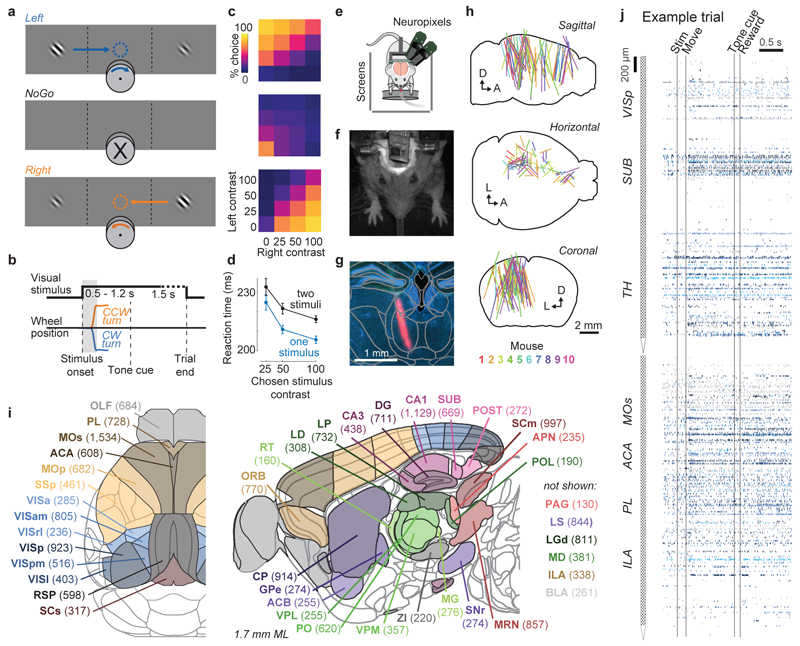 a
Left
NoGo
X
Right
b
Visual
stimulus
0.5 - 1.2 s
1.5 s
Wheel
position
CCW
turn
CW
turn
Stimulus
onset
Tone cue
Trial
end
c
% choice
100
0
Left contrast
100
50
25
0
0 25 50 100
Right contrast
d
Reaction time (ms)
230
200
two
stimuli
one
stimulus
25 50 100
Chosen stimulus
contrast
e
Neuropixels
Screens
f
g
1 mm
h
Sagittal
D
A
Horizontal
L
A
Coronal
D
L
2 mm
Mouse
1 2 3 4 5 6 7 8 9 10
i
OLF (684)
PL (728)
MOs (1,534)
ACA (608)
MOp (682)
SSp (461)
VISa (285)
VISam (805)
VISrl (236)
VISp (923)
VISpm (516)
VISl (403)
RSP (598)
SCs (317)
ORB
(770)
RT
(160)
LD
(308)
LP
(732)
CA3
(438)
DG
(711)
CA1
(1,129)
SUB
(669)
POST (272)
SCm (997)
APN (235)
POL (190)
CP (914)
GPe (274)
ACB (255)
VPL (255)
PO (620)
VPM (357)
ZI (220)
MG
(276)
SNr
(274)
MRN (857)
1.7 mm ML
not shown:
PAG (130)
LS (844)
LGd (811)
MD (381)
ILA (338)
BLA (261)
j
Example trial
Stim
Move
Tone cue
Reward
0.5 s
200 µm
VISp
SUB
TH
MOs
ACA
PL
ILA